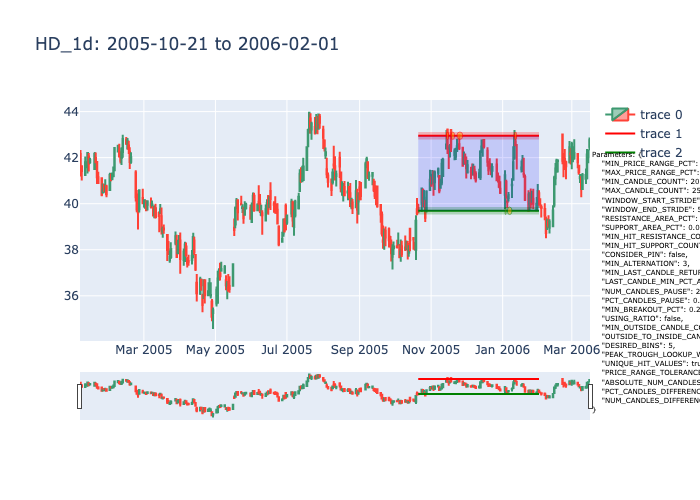 HD_1d: 2005-10-21 to 2006-02-01
44
42
40
38
36
Mar 2005
May 2005
Jul 2005
Sep 2005
Nov 2005
Jan 2006
Mar 2006
trace 0
trace 1
trace 2
Parameters: {
"MIN_PRICE_RANGE_PCT":
"MAX_PRICE_RANGE_PCT":
"MIN_CANDLE_COUNT": 20
"MAX_CANDLE_COUNT": 25
"WINDOW_START_STRIDE"
"WINDOW_END_STRIDE": 5
"RESISTANCE_AREA_PCT":
"SUPPORT_AREA_PCT": 0.0
"MIN_HIT_RESISTANCE_CO
"MIN_HIT_SUPPORT_COUNT
"CONSIDER_PIN": false,
"MIN_ALTERNATION": 3,
"MIN_LAST_CANDLE_RETUR
"LAST_CANDLE_MIN_PCT_A
"NUM_CANDLES_PAUSE": 2
"PCT_CANDLES_PAUSE": 0.
"MIN_BREAKOUT_PCT": 0.2
"USING_RATIO": false,
"MIN_OUTSIDE_CANDLE_CO
"OUTSIDE_TO_INSIDE_CAN
"DESIRED_BINS": 5,
"PEAK_TROUGH_LOOKUP_W
"UNIQUE_HIT_VALUES": tru
"PRICE_RANGE_TOLERANC
"ABSOLUTE_NUM_CANDLES
"PCT_CANDLES_DIFFERENC
"NUM_CANDLES_DIFFERENC
}